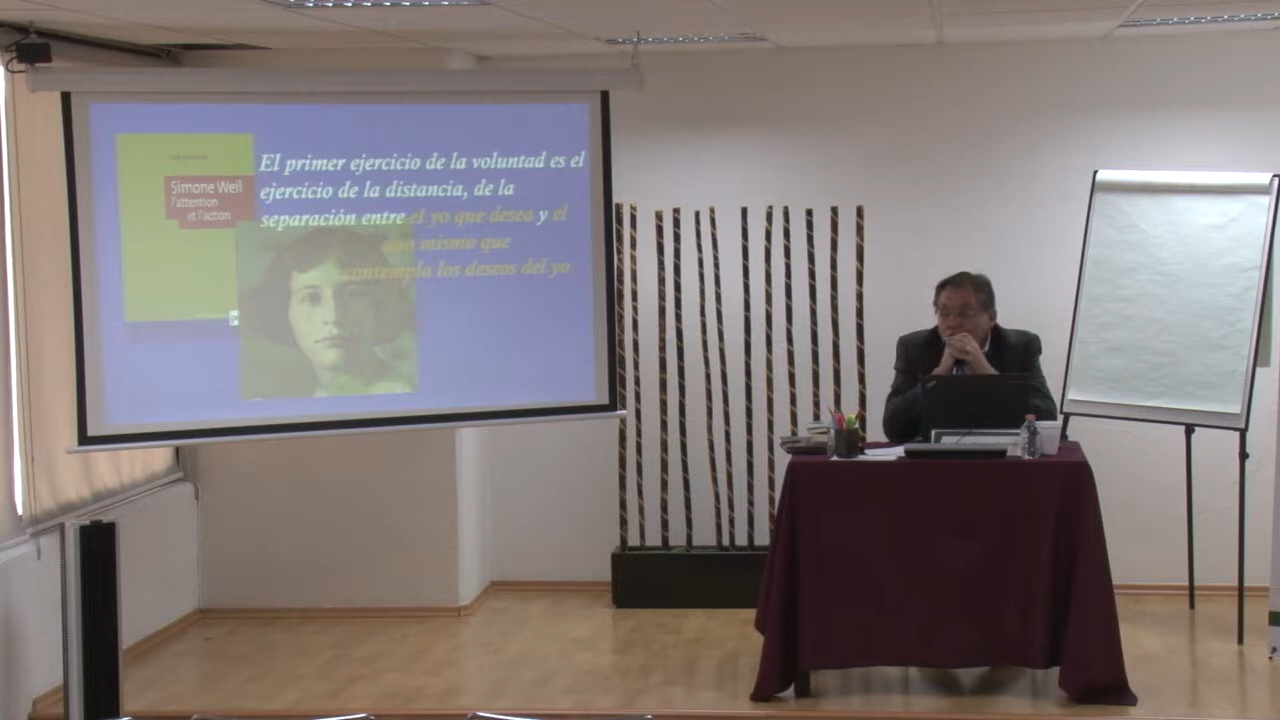 Simone Weil
l'attention
et l'action
El primer ejercicio de la voluntad es el
ejercicio de la distancia, de la
separación entre el yo que desea y el
mismo que
contempla los deseos del yo